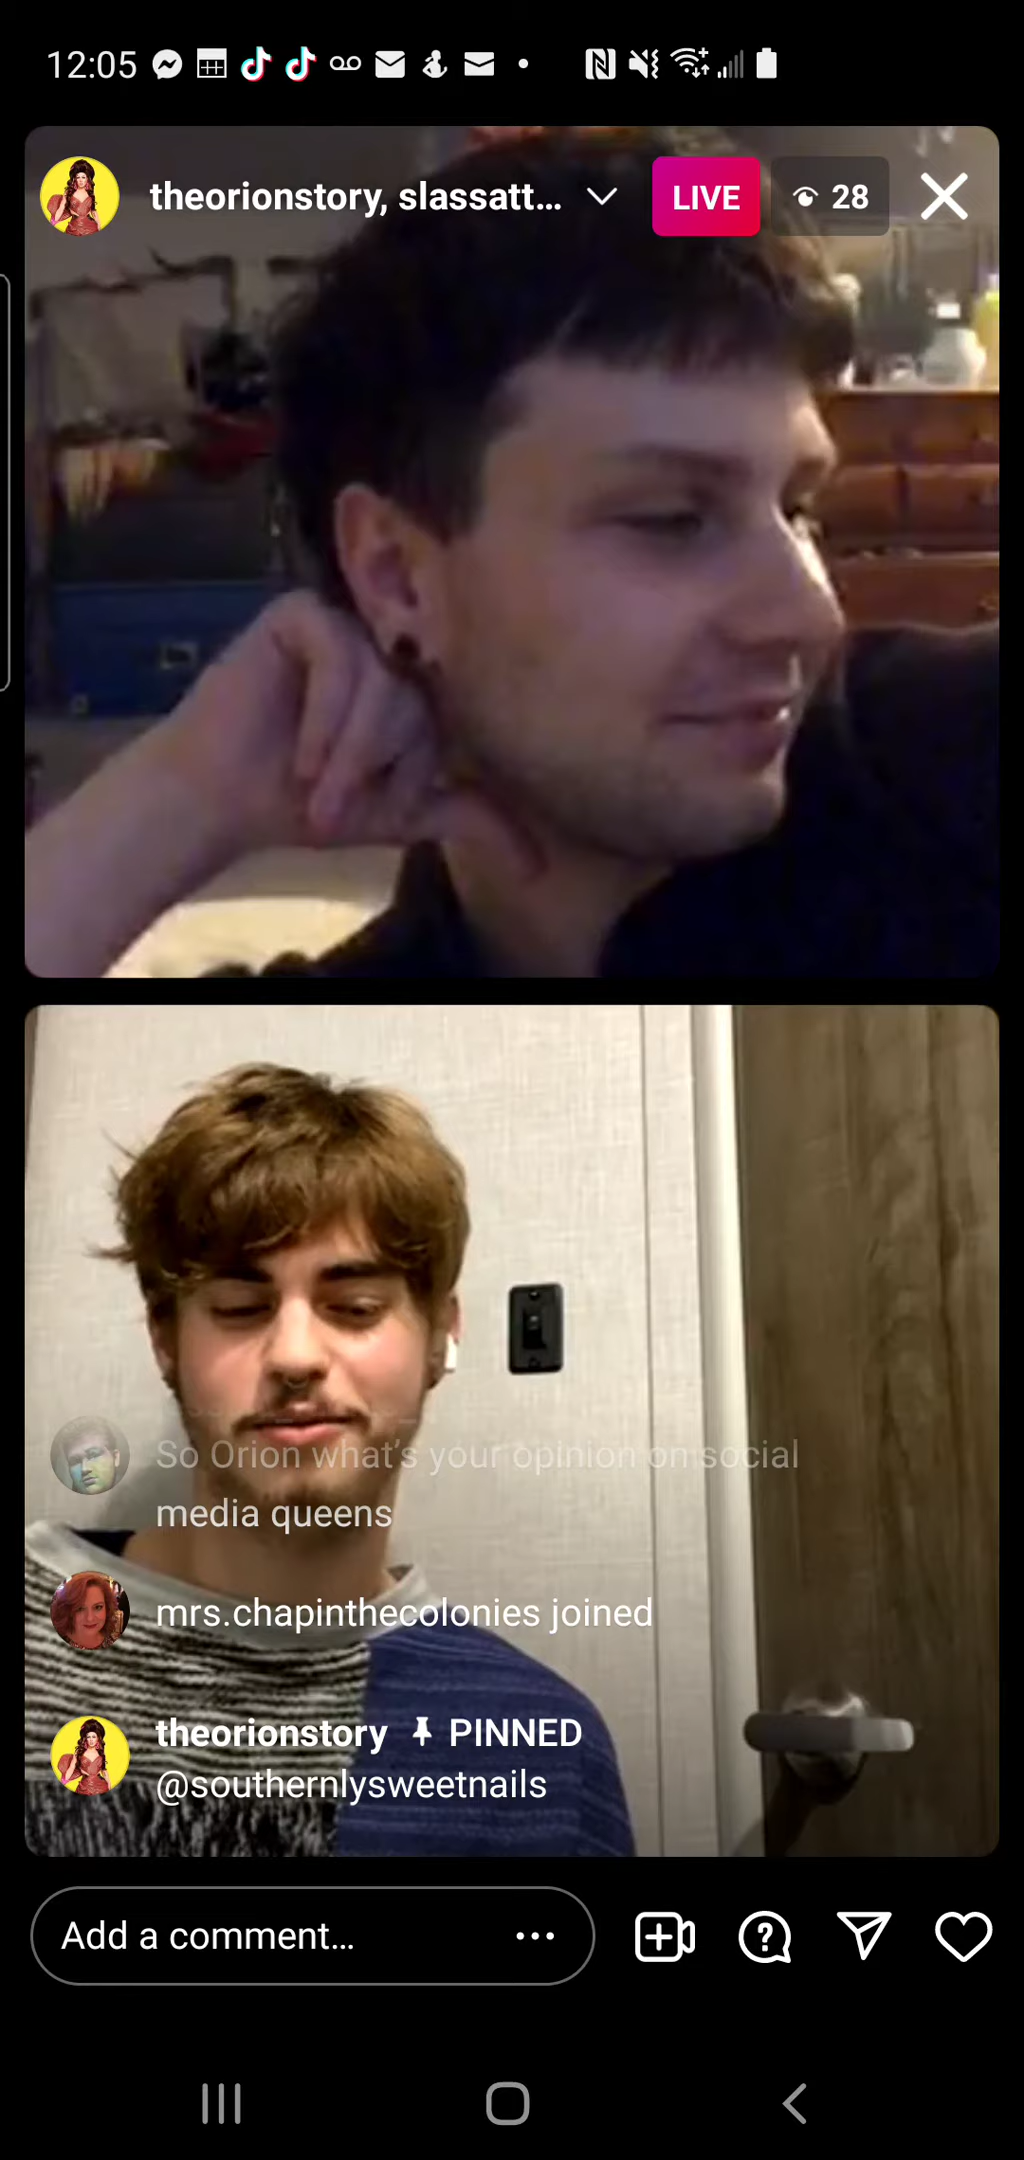 12:05
theorionstory, slassatt...
LIVE
28
So Orion what's your opinion on social
media queens
mrs.chapinthecolonies joined
theorionstory PINNED
@southernlysweetnails
Add a comment...